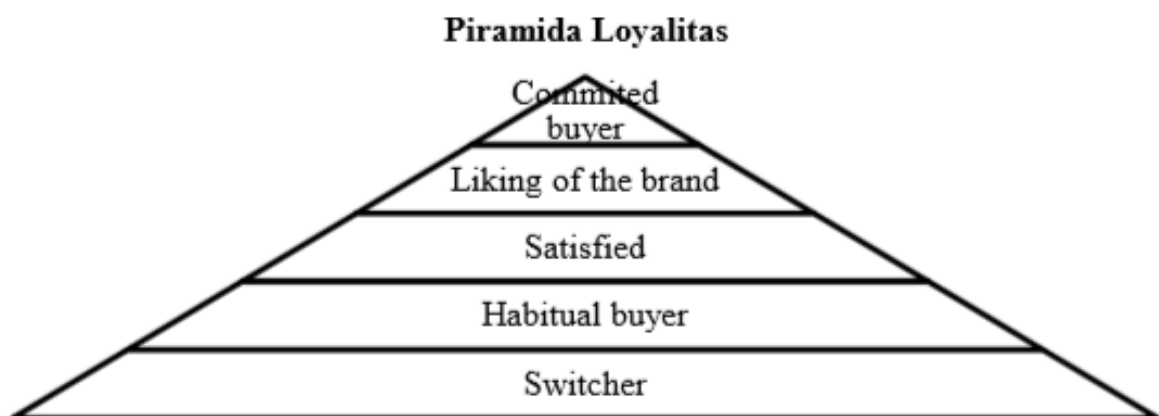 Piramida Loyalitas
Commited
buyer
Liking of the brand
Satisfied
Habitual buyer
Switcher